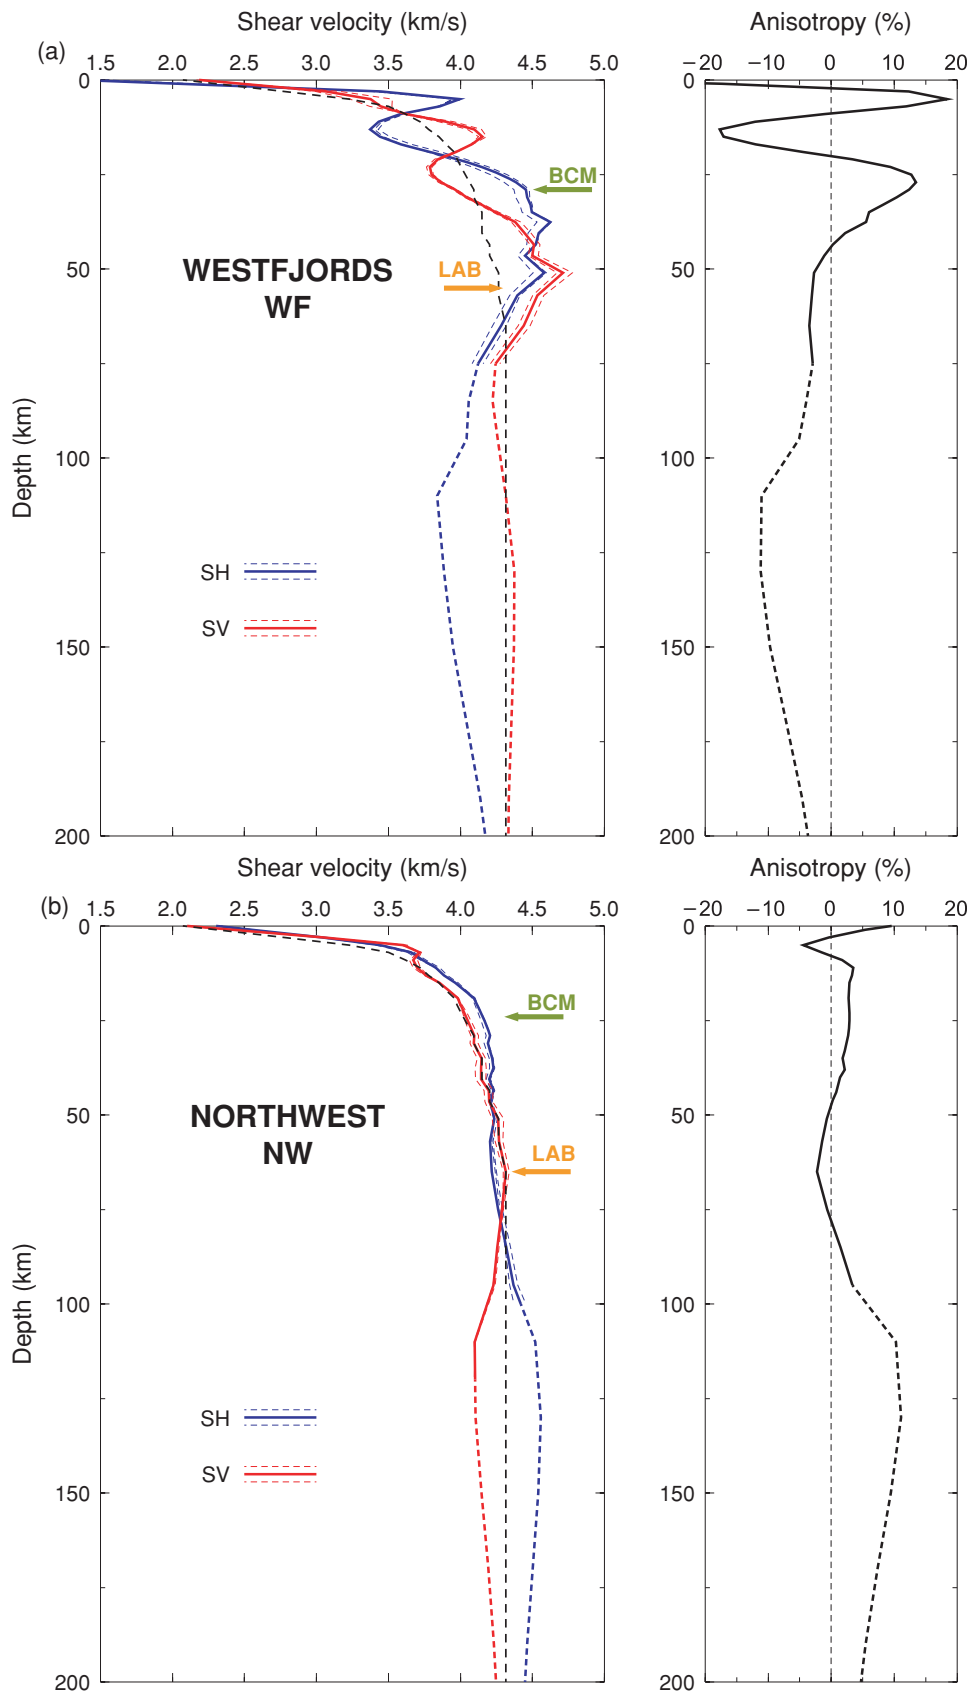 Shear velocity (km/s) Anisotropy (%)
(a)
1.5 2.0 2.5 3.0 3.5 4.0 4.5 5.0 −20 −10 0 10 20
0 0
BCM
WESTFJORDS
WF
LAB
50 50
Depth (km)
100 100
SH
SV
150 150
200 200
Shear velocity (km/s) Anisotropy (%)
(b)
1.5 2.0 2.5 3.0 3.5 4.0 4.5 5.0 −20 −10 0 10 20
0 0
BCM
NORTHWEST
NW
50 50
LAB
Depth (km)
100 100
SH
SV
150 150
200 200